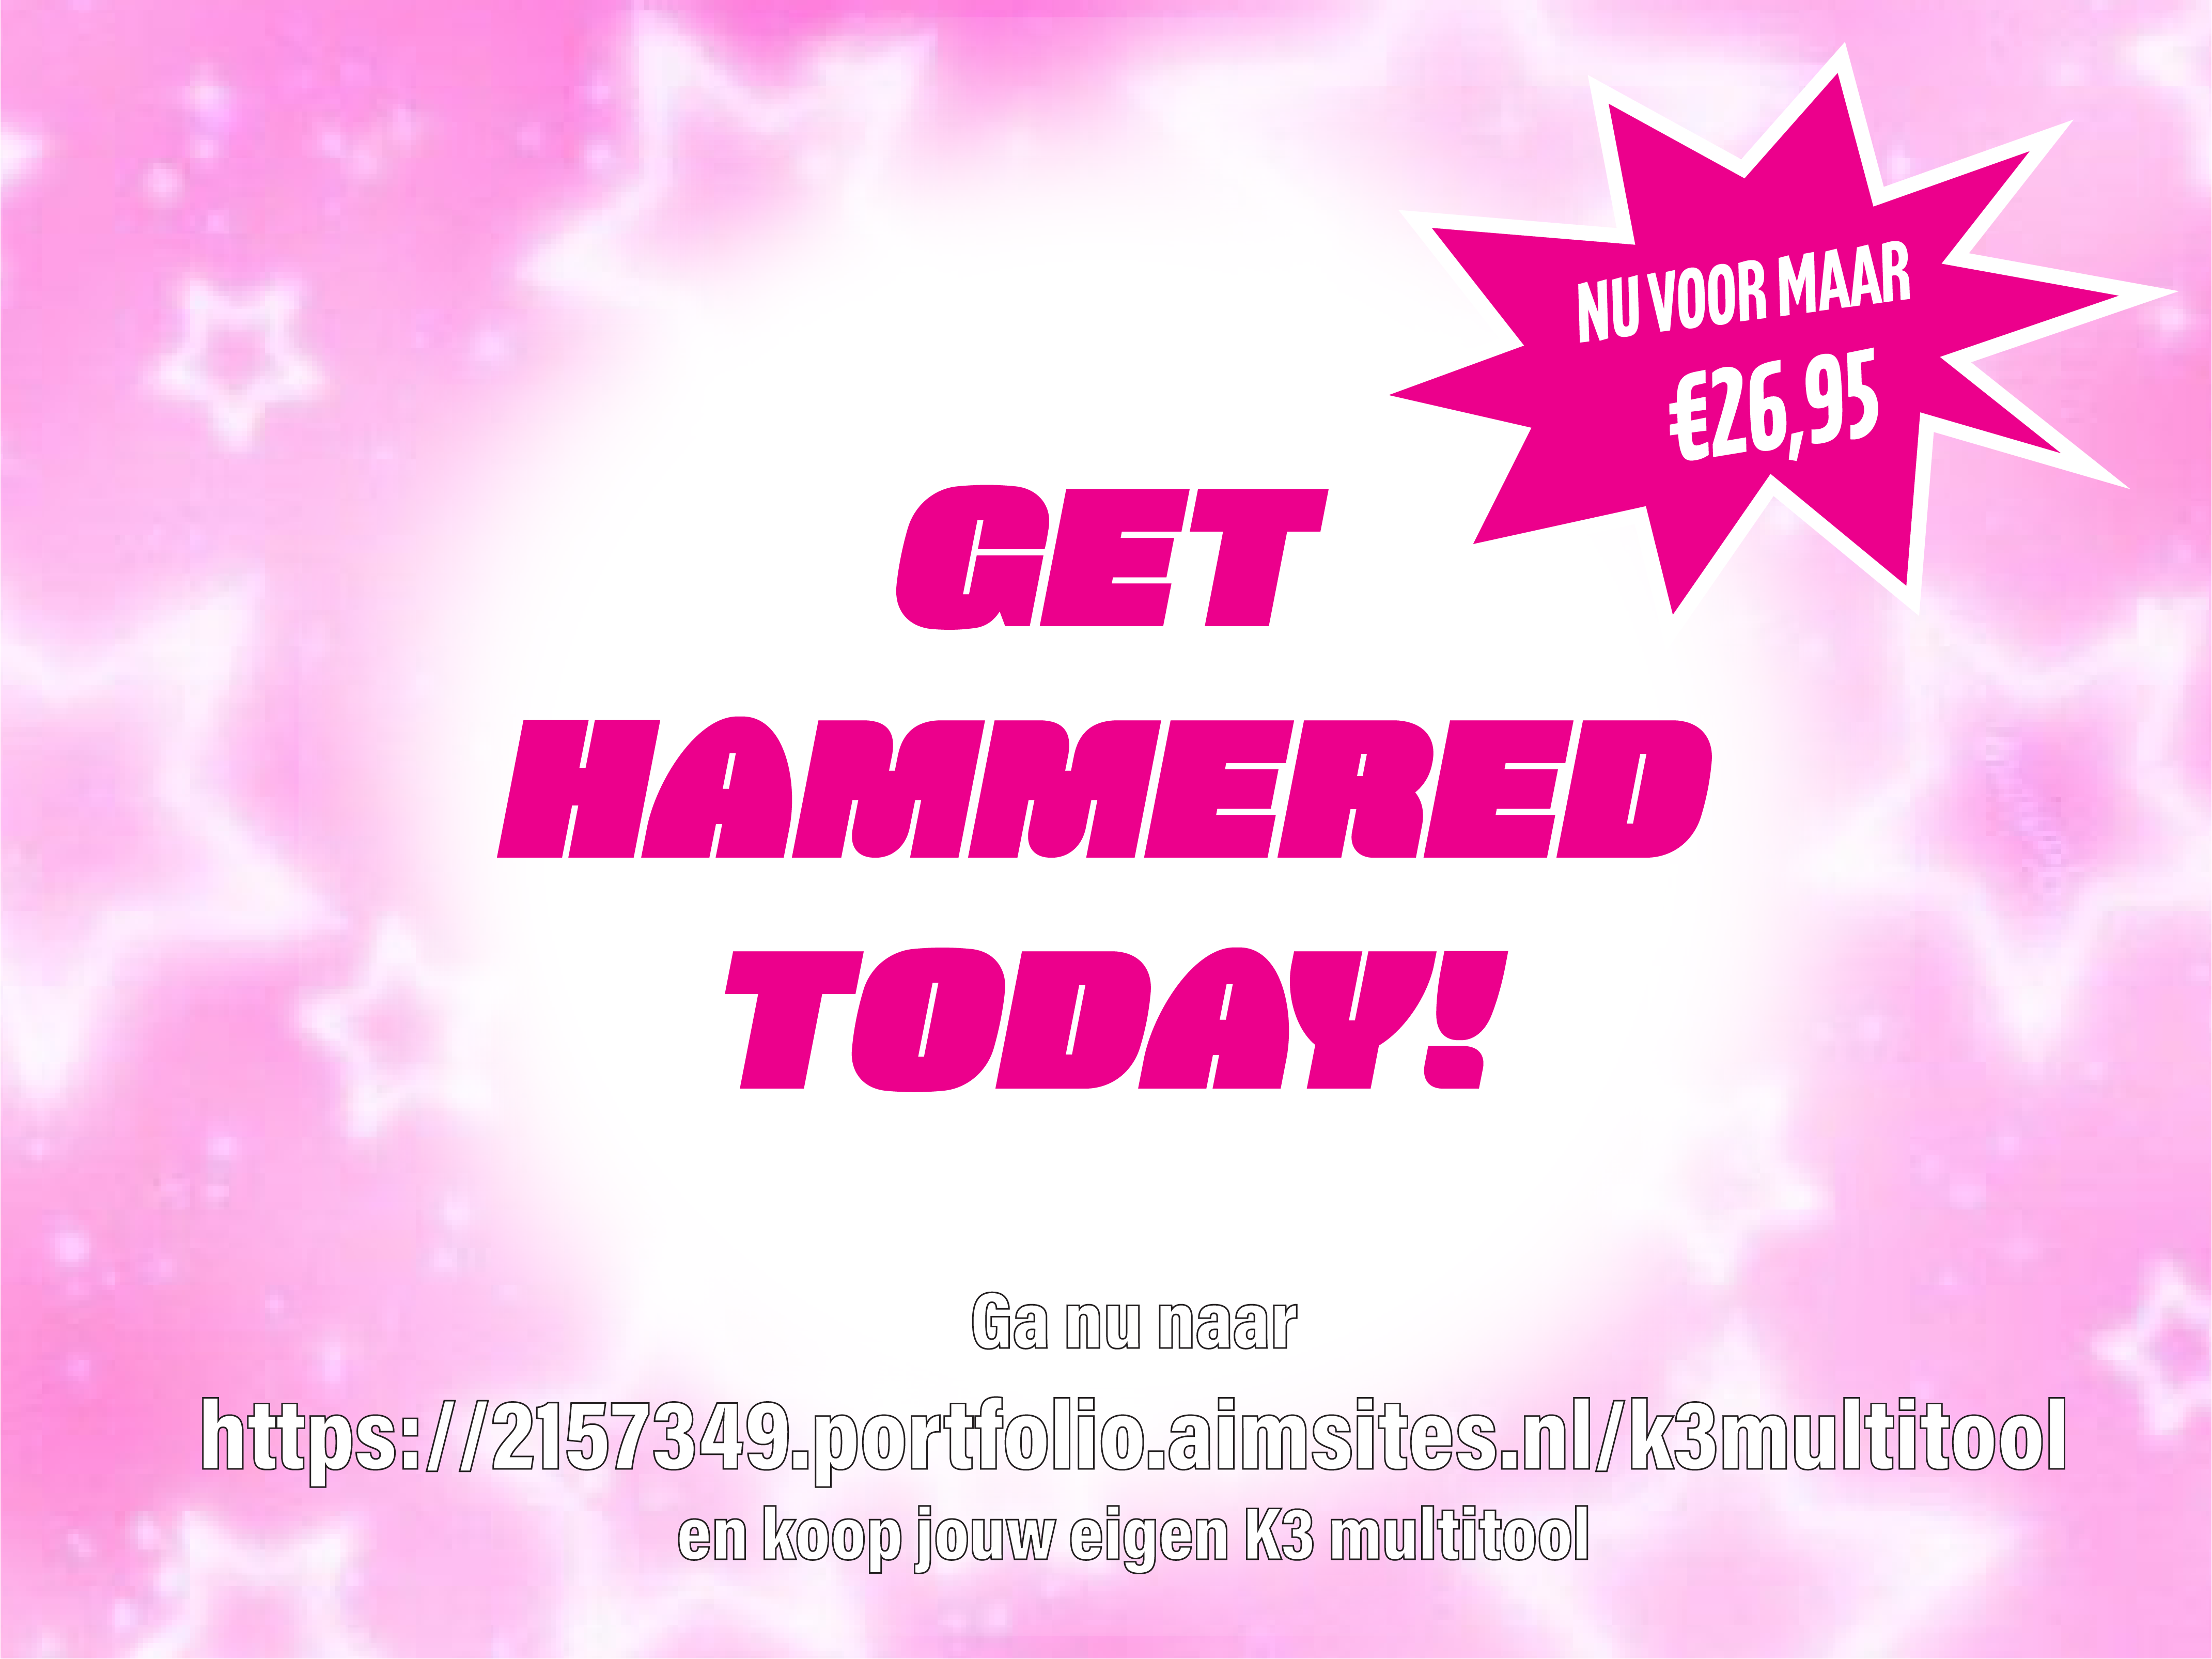 NU VOOR MAAR
€26,95
GET
HAMMERED
TODAY!
Ga nu naar
https://2157349.portfolio.aimsites.nl/k3multitool
en koop jouw eigen K3 multitool